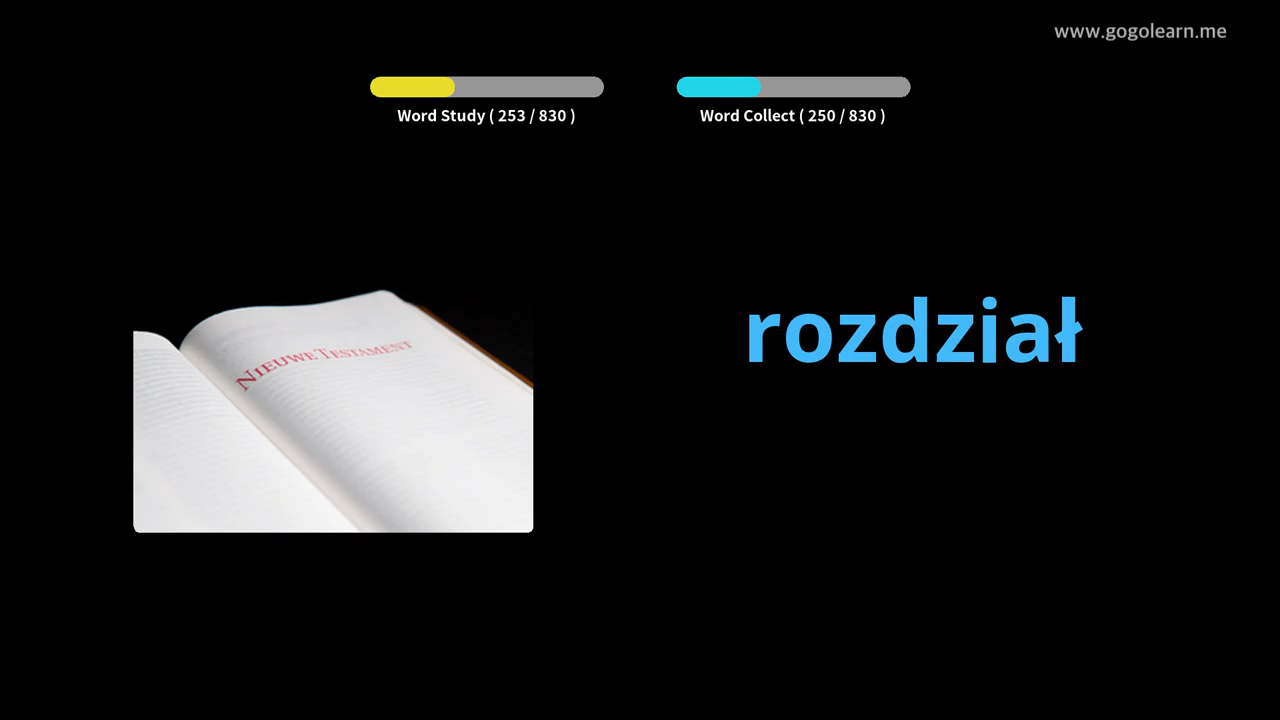 www.gogolearn.me
Word Study ( 253 / 830 )
Word Collect ( 250 / 830 )
NIEUWE TESTAMENT
rozdział